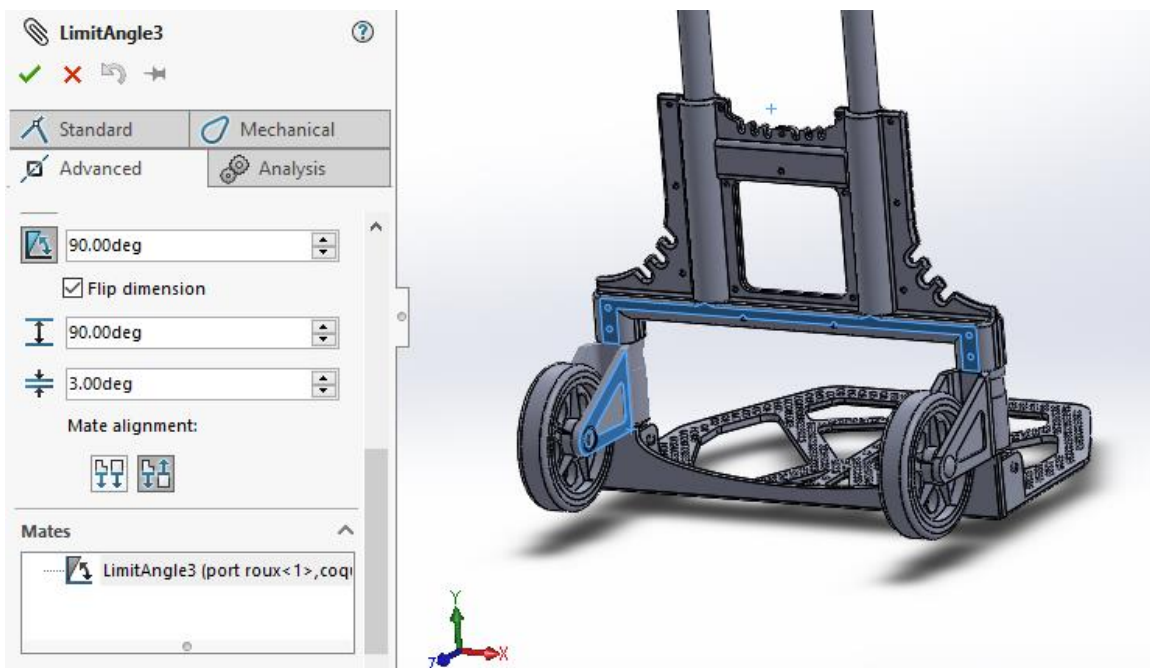 LimitAngle3
Standard
Mechanical
Advanced
Analysis
90.00deg
Flip dimension
90.00deg
3.00deg
Mate alignment:
Mates
LimitAngle3 (port roux<1>,coqu
Y
Z
X